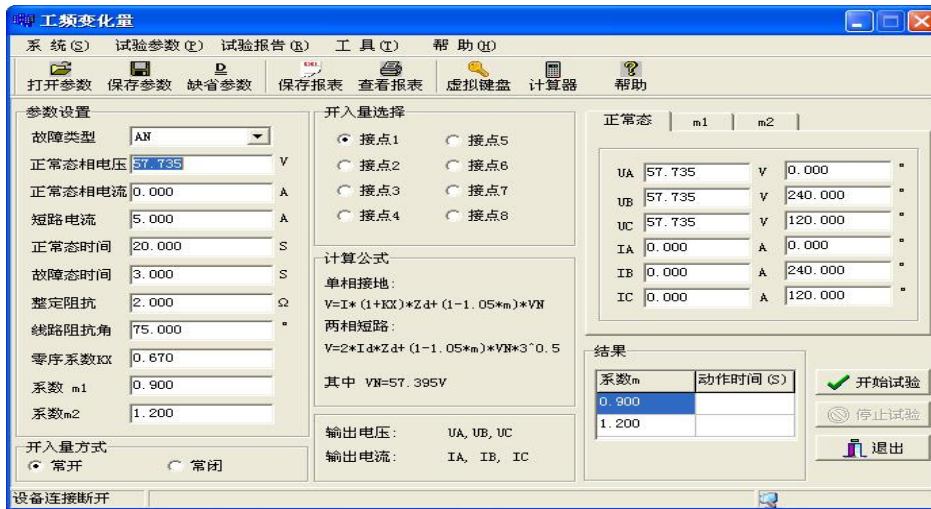 工频变化量
系 统(S) 试验参数(P) 试验报告(R) 工 具(T) 帮 助(H)
打开参数 保存参数 缺省参数 保存报表 查看报表 虚拟键盘 计算器 帮助
参数设置
故障类型 AN
正常态相电压 57.735 V
正常态相电流 0.000 A
短路电流 5.000 A
正常态时间 20.000 S
故障态时间 3.000 S
整定阻抗 2.000 Ω
线路阻抗角 75.000 °
零序系数KX 0.670
系数 m1 0.900
系数m2 1.200
开入量方式
常开 常闭
开入量选择
接点1 接点5
接点2 接点6
接点3 接点7
接点4 接点8
计算公式
单相接地:
V=I*(1+KX)*Zd+(1-1.05*m)*VN
两相短路:
V=2*Id*Zd+(1-1.05*m)*VN*3^0.5
其中 VN=57.395V
输出电压: UA, UB, UC
输出电流: IA, IB, IC
正常态 m1 m2
UA 57.735 V 0.000 °
UB 57.735 V 240.000 °
UC 57.735 V 120.000 °
IA 0.000 A 0.000 °
IB 0.000 A 240.000 °
IC 0.000 A 120.000 °
结果
系数m 动作时间(S)
0.900
1.200
开始试验
停止试验
退出
设备连接断开